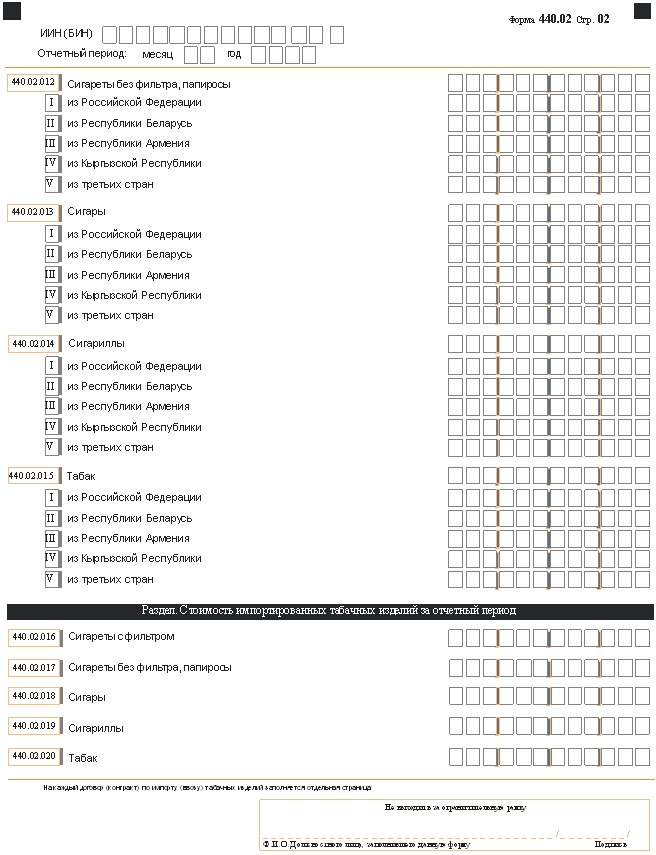 Форма 440.02 Стр. 02
ИИН (БИН)
Отчетный период: месяц год
440.02.012 Сигареты без фильтра, папиросы
I из Российской Федерации
II из Республики Беларусь
III из Республики Армения
IV из Кыргызской Республики
V из третьих стран
440.02.013 Сигары
I из Российской Федерации
II из Республики Беларусь
III из Республики Армения
IV из Кыргызской Республики
V из третьих стран
440.02.014 Сигариллы
I из Российской Федерации
II из Республики Беларусь
III из Республики Армения
IV из Кыргызской Республики
V из третьих стран
440.02.015 Табак
I из Российской Федерации
II из Республики Беларусь
III из Республики Армения
IV из Кыргызской Республики
V из третьих стран
Раздел. Стоимость импортированных табачных изделий за отчетный период
440.02.016 Сигареты с фильтром
440.02.017 Сигареты без фильтра, папиросы
440.02.018 Сигары
440.02.019 Сигариллы
440.02.020 Табак
На каждый договор (контракт) по импорту (ввозу) табачных изделий заполняется отдельная страница
Не выходить за ограничительную рамку
Ф.И.О Должностного лица, заполнившего данную форму Подпись